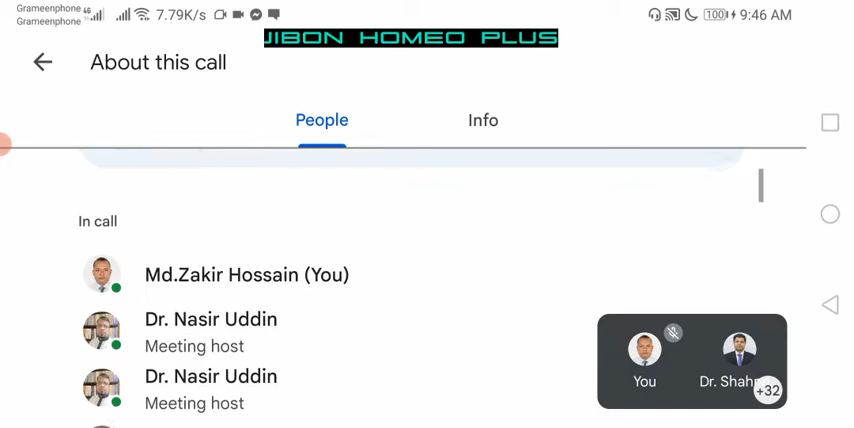 Grameenphone 4G
Grameenphone 7.79K/s 100 9:46 AM
JIBON HOMEO PLUS
About this call
People Info
In call
Md.Zakir Hossain (You)
Dr. Nasir Uddin
Meeting host
Dr. Nasir Uddin
Meeting host
You Dr. Shah
+32